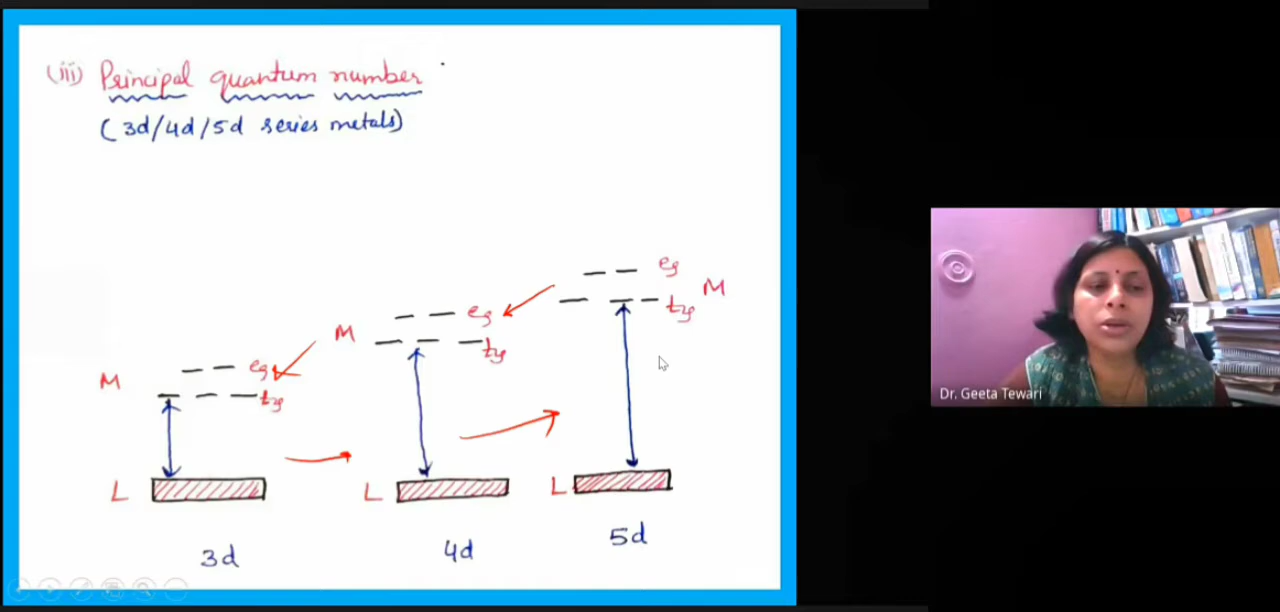 (iii) Principal quantum number
(3d/4d/5d series metals)
eg
M
t2g
L
3d
M
eg
t2g
L
4d
eg
M
t2g
L
5d
Dr. Geeta Tewari